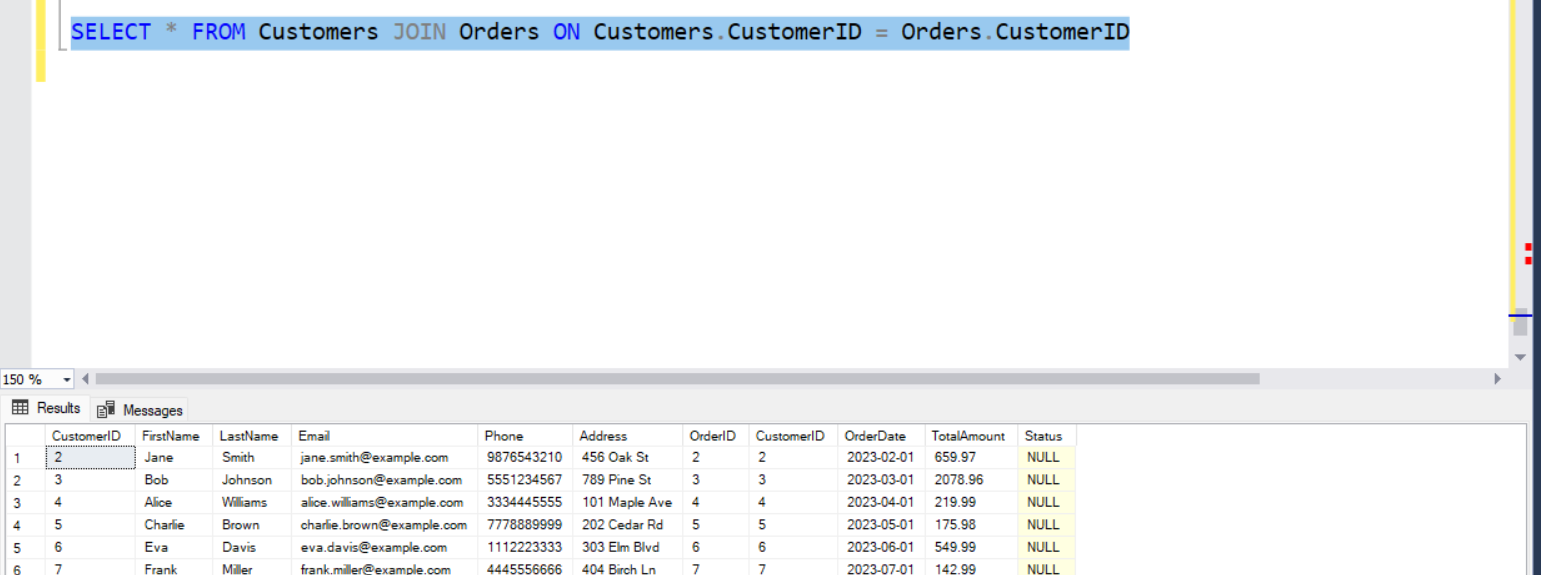 SELECT * FROM Customers JOIN Orders ON Customers.CustomerID = Orders.CustomerID
150 %
Results Messages
CustomerID FirstName LastName Email Phone Address OrderID CustomerID OrderDate TotalAmount Status
1 2 Jane Smith jane.smith@example.com 9876543210 456 Oak St 2 2 2023-02-01 659.97 NULL
2 3 Bob Johnson bob.johnson@example.com 5551234567 789 Pine St 3 3 2023-03-01 2078.96 NULL
3 4 Alice Williams alice.williams@example.com 3334445555 101 Maple Ave 4 4 2023-04-01 219.99 NULL
4 5 Charlie Brown charlie.brown@example.com 7778889999 202 Cedar Rd 5 5 2023-05-01 175.98 NULL
5 6 Eva Davis eva.davis@example.com 1112223333 303 Elm Blvd 6 6 2023-06-01 549.99 NULL
6 7 Frank Miller frank.miller@example.com 4445556666 404 Birch Ln 7 7 2023-07-01 142.99 NULL